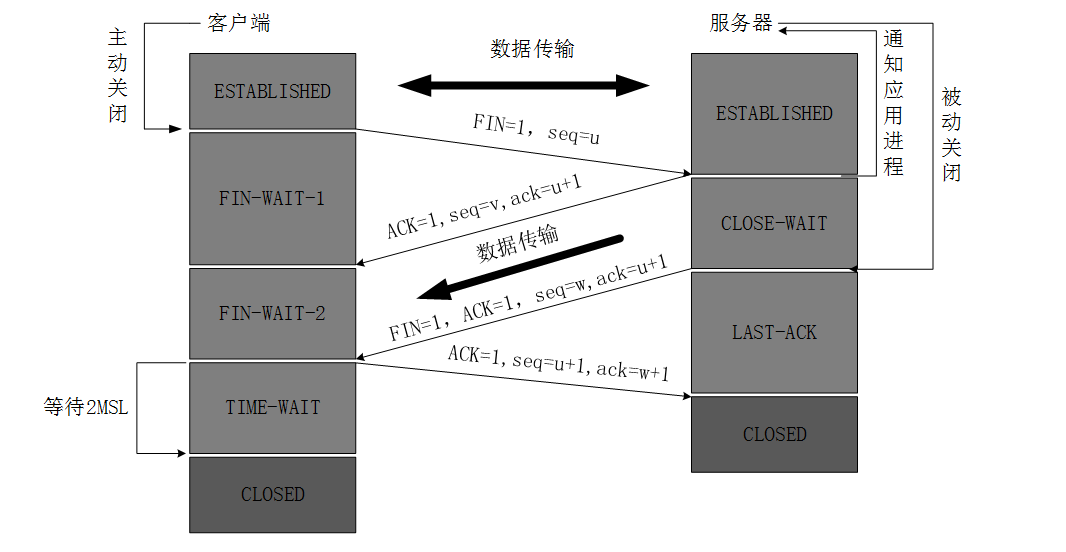 客户端
服务器
主动关闭
数据传输
通知应用进程
被动关闭
ESTABLISHED
ESTABLISHED
FIN=1, seq=u
FIN-WAIT-1
ACK=1,seq=v,ack=u+1
CLOSE-WAIT
数据传输
FIN-WAIT-2
FIN=1, ACK=1, seq=w,ack=u+1
LAST-ACK
ACK=1,seq=u+1,ack=w+1
等待2MSL
TIME-WAIT
CLOSED
CLOSED